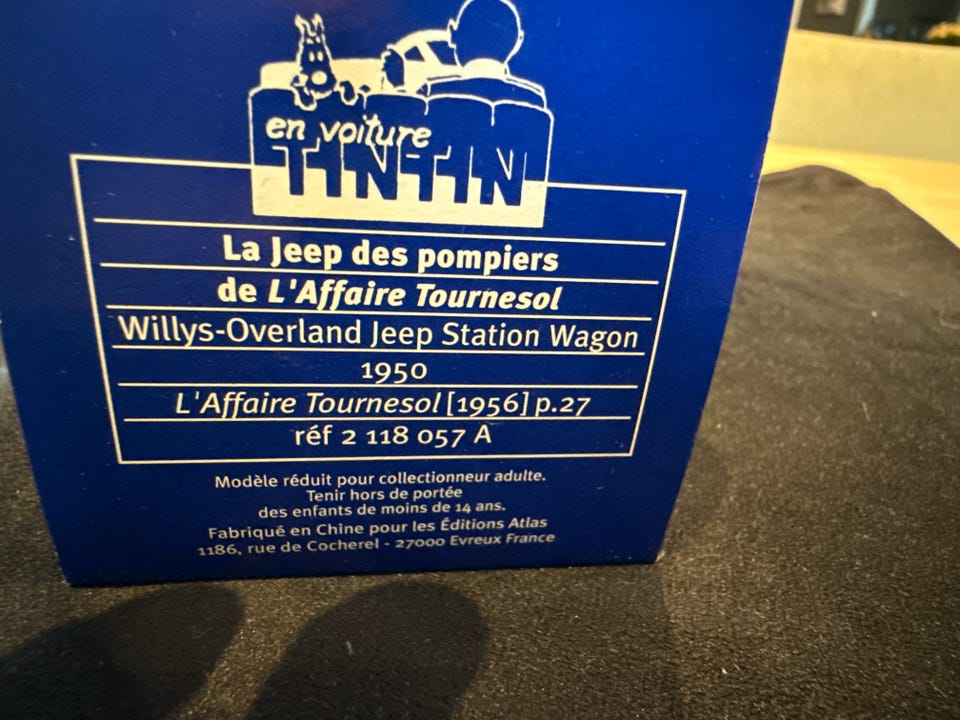 en voiture
TINTIN
La Jeep des pompiers
de L'Affaire Tournesol
Willys-Overland Jeep Station Wagon
1950
L'Affaire Tournesol [1956] p.27
réf 2 118 057 A
Modèle réduit pour collectionneur adulte.
Tenir hors de portée
des enfants de moins de 14 ans.
Fabriqué en Chine pour les Éditions Atlas
1186, rue de Cocherel - 27000 Evreux France